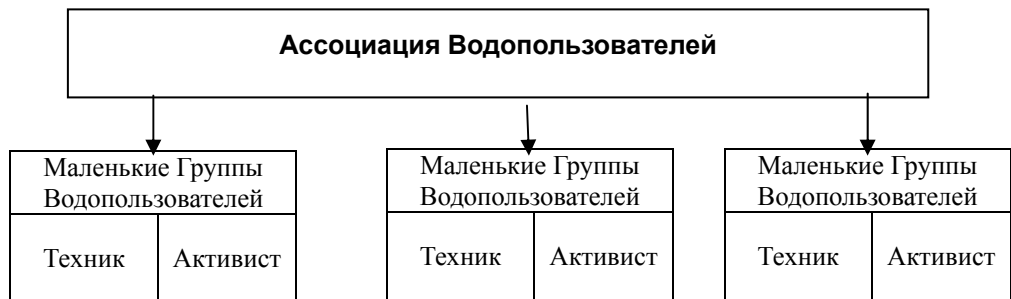 Ассоциация Водопользователей
Маленькие Группы
Водопользователей
Техник
Активист
Маленькие Группы
Водопользователей
Техник
Активист
Маленькие Группы
Водопользователей
Техник
Активист